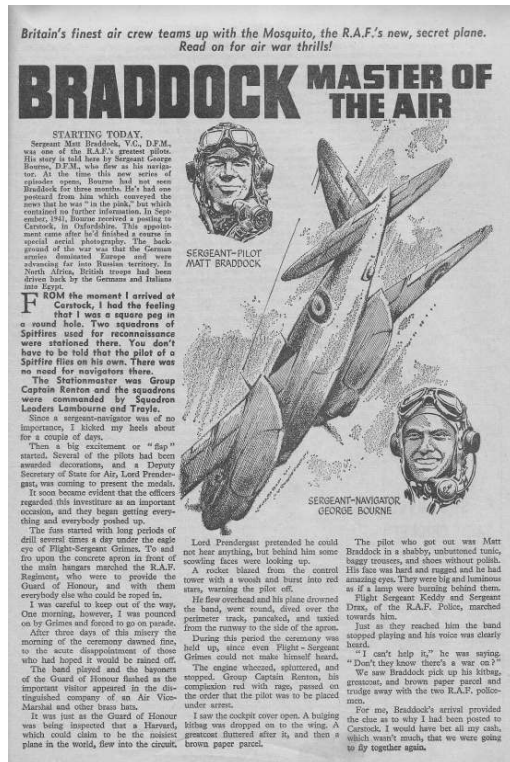 Britain's finest air crew teams up with the Mosquito, the R.A.F.'s new, secret plane.
Read on for air war thrills!
BRADDOCK MASTER OF
THE AIR
STARTING TODAY.
Sergeant Matt Braddock, V.C., D.F.M.,
was one of the R.A.F.'s greatest pilots.
His story is told here by Sergeant George
Bourne, D.F.M., who flew as his naviga-
tor. At the time this new series of
episodes opens, Bourne had not seen
Braddock for three months. He's had one
postcard from him which conveyed the
news that he was "in the pink," but which
contained no further information. In Sept-
ember, 1941, Bourne received a posting to
Carstock, in Oxfordshire. This appoint-
ment came after he'd finished a course in
special aerial photography. The back-
ground of the war was that the German
armies dominated Europe and were
advancing far into Russian territory. In
North Africa, British troops had been
driven back by the Germans and Italians
into Egypt.
FROM the moment I arrived at
Carstock, I had the feeling
that I was a square peg in
a round hole. Two squadrons of
Spitfires used for reconnaissance
were stationed there. You don't
have to be told that the pilot of a
Spitfire flies on his own. There was
no need for navigators there.
The Stationmaster was Group
Captain Renton and the squadrons
were commanded by Squadron
Leaders Lambourne and Trayle.
Since a sergeant-navigator was of no
importance, I kicked my heels about
for a couple of days.
Then a big excitement or "flap"
started. Several of the pilots had been
awarded decorations, and a Deputy
Secretary of State for Air, Lord Prender-
gast, was coming to present the medals.
It soon became evident that the officers
regarded this investiture as an important
occasion, and they began getting every-
thing and everybody poshed up.
The fuss started with long periods of
drill several times a day under the eagle
eye of Flight-Sergeant Grimes. To and
fro upon the concrete apron in front of
the main hangars marched the R.A.F.
Regiment, who were to provide the
Guard of Honour, and with them
everybody else who could be roped in.
I was careful to keep out of the way.
One morning, however, I was pounced
on by Grimes and forced to go on parade.
After three days of this misery the
morning of the ceremony dawned fine,
to the acute disappointment of those
who had hoped it would be rained off.
The band played and the bayonets
of the Guard of Honour flashed as the
important visitor appeared in the dis-
tinguished company of an Air Vice-
Marshal and other brass hats.
It was just as the Guard of Honour
was being inspected that a Harvard,
which could claim to be the noisiest
plane in the world, flew into the circuit.
SERGEANT-PILOT
MATT BRADDOCK
SERGEANT-NAVIGATOR
GEORGE BOURNE
Lord Prendergast pretended he could
not hear anything, but behind him some
scowling faces were looking up.
A rocket blazed from the control
tower with a woosh and burst into red
stars, warning the pilot off.
He flew overhead and his plane drowned
the band, went round, dived over the
perimeter track, pancaked, and taxied
from the runway to the side of the apron.
During this period the ceremony was
held up, since even Flight-Sergeant
Grimes could not make himself heard.
The engine wheezed, spluttered, and
stopped. Group Captain Renton, his
complexion red with rage, passed on
the order that the pilot was to be placed
under arrest.
I saw the cockpit cover open. A bulging
kitbag was dropped on to the wing. A
greatcoat fluttered after it, and then a
brown paper parcel.
The pilot who got out was Matt
Braddock in a shabby, unbuttoned tunic,
baggy trousers, and shoes without polish.
His face was hard and rugged and he had
amazing eyes. They were big and luminous
as if a lamp were burning behind them.
Flight Sergeant Keddy and Sergeant
Drax, of the R.A.F. Police, marched
towards him.
Just as they reached him the band
stopped playing and his voice was clearly
heard.
"I can't help it," he was saying.
"Don't they know there's a war on?"
We saw Braddock pick up his kitbag,
greatcoat, and brown paper parcel and
trudge away with the two R.A.F. police-
men.
For me, Braddock's arrival provided
the clue as to why I had been posted to
Carstock. I would have bet all my cash,
which wasn't much, that we were going
to fly together again.